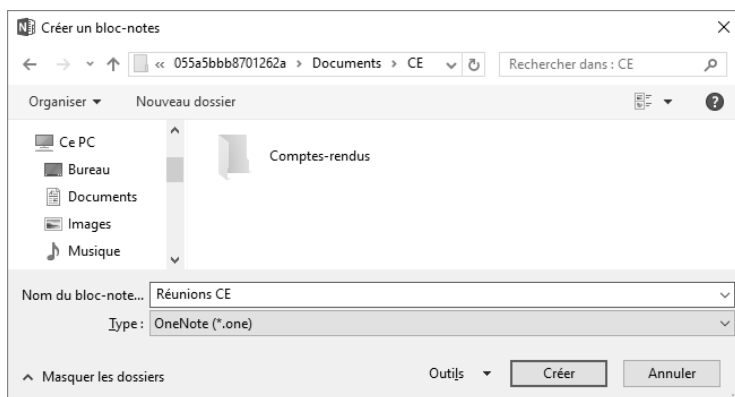 Créer un bloc-notes
« 055a5bbb8701262a > Documents > CE
Rechercher dans : CE
Organiser
Nouveau dossier
Ce PC
Bureau
Documents
Images
Musique
Comptes-rendus
Nom du bloc-note... Réunions CE
Type : OneNote (*.one)
Masquer les dossiers
Outils
Créer
Annuler